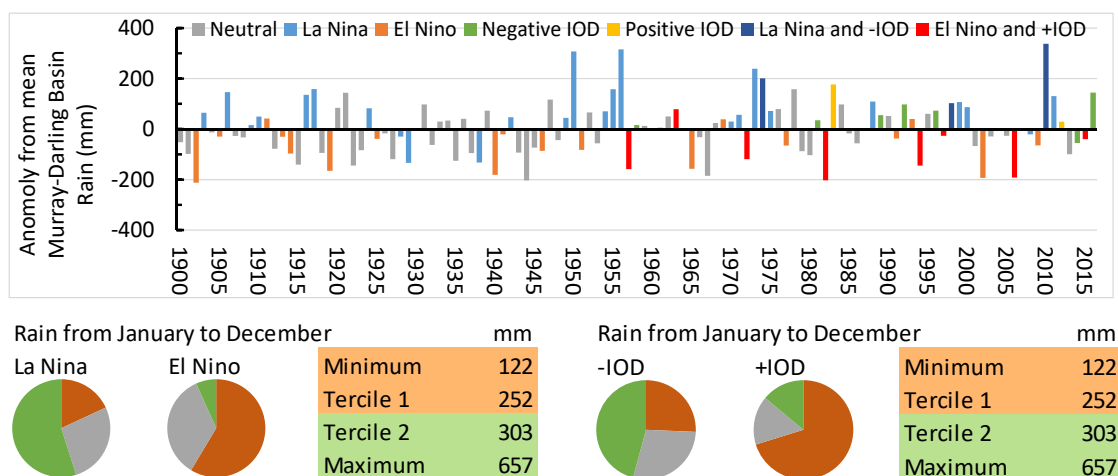 400
200
0
-200
-400
Anomoly from mean
Murray-Darling Basin
Rain (mm)
Neutral La Nina El Nino Negative IOD Positive IOD La Nina and -IOD El Nino and +IOD
1900 1905 1910 1915 1920 1925 1930 1935 1940 1945 1950 1955 1960 1965 1970 1975 1980 1985 1990 1995 2000 2005 2010 2015
Rain from January to December mm
La Nina El Nino
Minimum 122
Tercile 1 252
Tercile 2 303
Maximum 657
Rain from January to December mm
-IOD +IOD
Minimum 122
Tercile 1 252
Tercile 2 303
Maximum 657